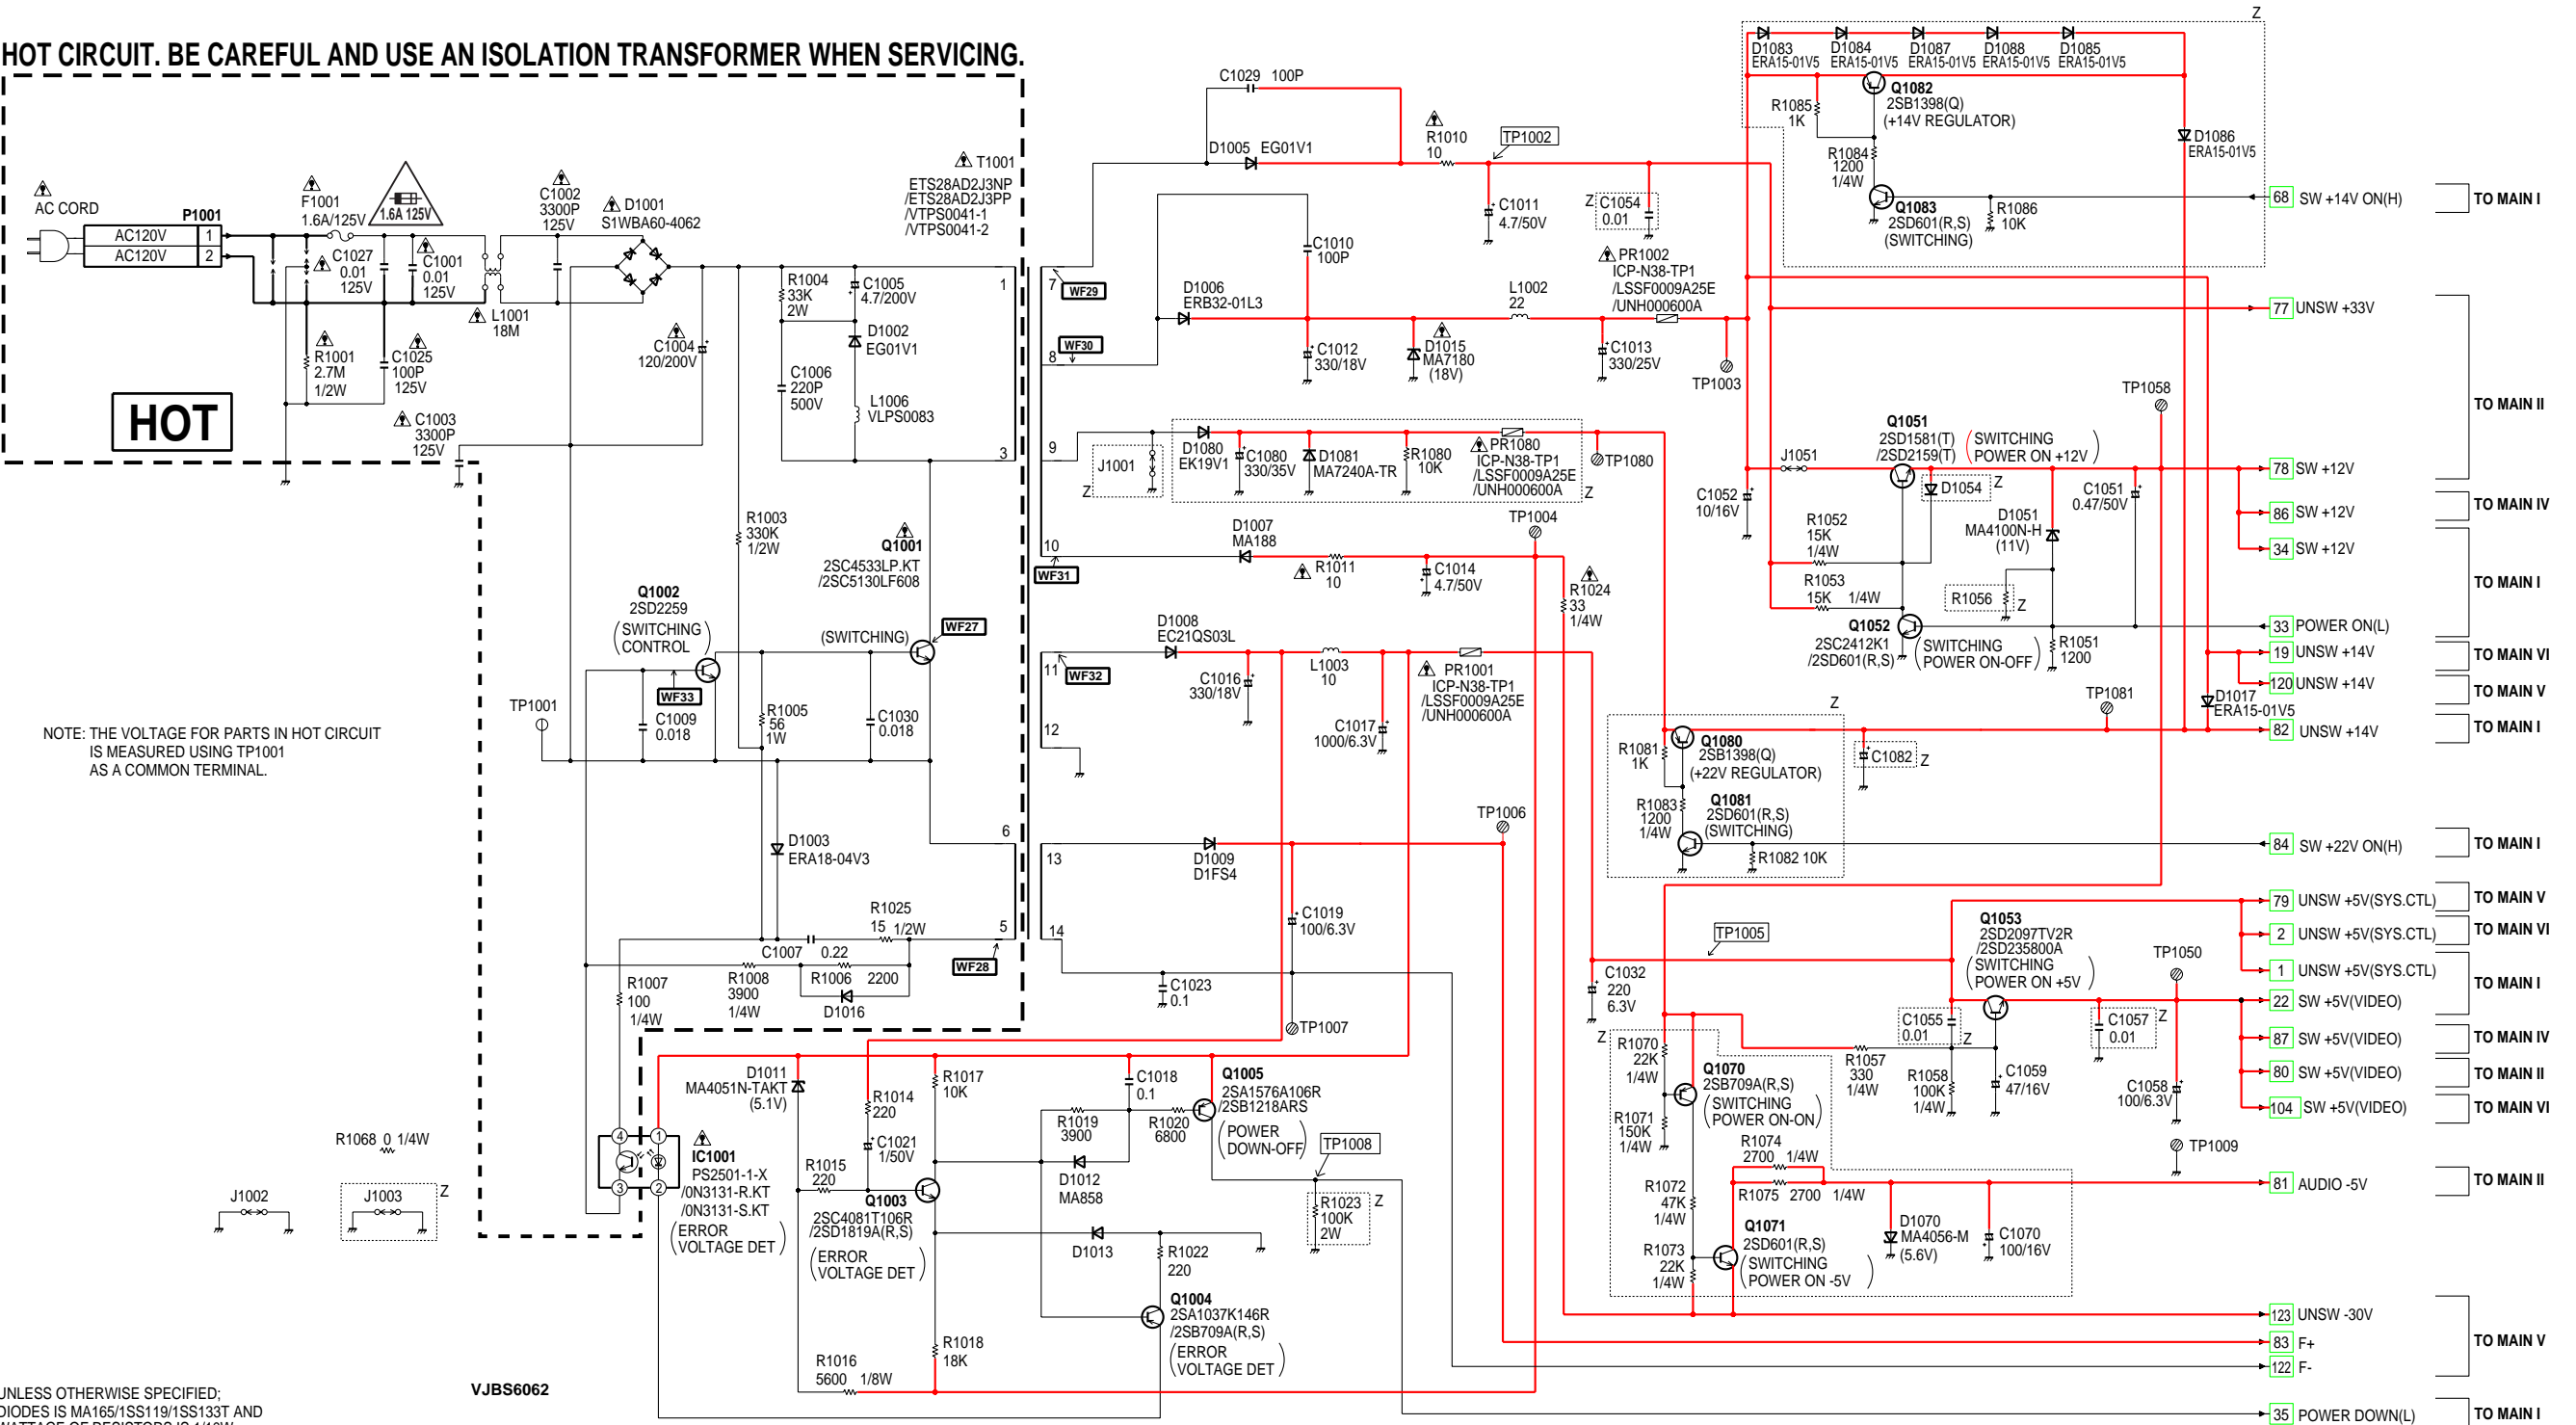 HOT CIRCUIT. BE CAREFUL AND USE AN ISOLATION TRANSFORMER WHEN SERVICING.
AC CORD
P1001
AC120V 1
AC120V 2
F1001
1.6A/125V
1.6A 125V
C1027
0.01
125V
C1001
0.01
125V
C1002
3300P
125V
D1001
S1WBA60-4062
L1001
18M
R1001
2.7M
1/2W
C1025
100P
125V
C1003
3300P
125V
HOT
C1004
120/200V
R1004
33K
2W
C1005
4.7/200V
D1002
EG01V1
C1006
220P
500V
L1006
VLPS0083
T1001
ETS28AD2J3NP
/ETS28AD2J3PP
/VTPS0041-1
/VTPS0041-2
1
3
6
5
R1003
330K
1/2W
Q1001
2SC4533LP.KT
/2SC5130LF608
(SWITCHING)
WF27
Q1002
2SD2259
(SWITCHING
CONTROL)
WF33
TP1001
C1009
0.018
R1005
56
1W
C1030
0.018
D1003
ERA18-04V3
R1025
15 1/2W
C1007 0.22
WF28
R1007
100
1/4W
R1008
3900
1/4W
R1006 2200
D1016
NOTE: THE VOLTAGE FOR PARTS IN HOT CIRCUIT
IS MEASURED USING TP1001
AS A COMMON TERMINAL.
7
WF29
8
WF30
9
10
WF31
11
WF32
12
13
14
C1029 100P
D1005 EG01V1
R1010
10
TP1002
C1011
4.7/50V
Z C1054
0.01
C1010
100P
D1006
ERB32-01L3
C1012
330/18V
D1015
MA7180
(18V)
L1002
22
C1013
330/25V
PR1002
ICP-N38-TP1
/LSSF0009A25E
/UNH000600A
TP1003
J1001
Z
D1080
EK19V1
C1080
330/35V
D1081
MA7240A-TR
R1080
10K
PR1080
ICP-N38-TP1
/LSSF0009A25E
/UNH000600A
Z
TP1080
TP1004
D1007
MA188
R1011
10
C1014
4.7/50V
R1024
33
1/4W
D1008
EC21QS03L
C1016
330/18V
L1003
10
C1017
1000/6.3V
PR1001
ICP-N38-TP1
/LSSF0009A25E
/UNH000600A
D1009
D1FS4
TP1006
C1019
100/6.3V
C1023
0.1
TP1007
Z
D1083
ERA15-01V5
D1084
ERA15-01V5
D1087
ERA15-01V5
D1088
ERA15-01V5
D1085
ERA15-01V5
R1085
1K
Q1082
2SB1398(Q)
(+14V REGULATOR)
R1084
1200
1/4W
Q1083
2SD601(R,S)
(SWITCHING)
R1086
10K
D1086
ERA15-01V5
68 SW +14V ON(H)
TO MAIN I
77 UNSW +33V
TO MAIN II
TP1058
Q1051
2SD1581(T)
/2SD2159(T)
(SWITCHING
POWER ON +12V)
J1051
C1052
10/16V
D1054 Z
D1051
MA4100N-H
(11V)
C1051
0.47/50V
R1052
15K
1/4W
R1053
15K 1/4W
R1056
Z
Q1052
2SC2412K1
/2SD601(R,S)
(SWITCHING
POWER ON-OFF)
R1051
1200
78 SW +12V
86 SW +12V
TO MAIN IV
34 SW +12V
TO MAIN I
33 POWER ON(L)
19 UNSW +14V
TO MAIN VI
120 UNSW +14V
TO MAIN V
D1017
ERA15-01V5
82 UNSW +14V
TO MAIN I
TP1081
Z
R1081
1K
Q1080
2SB1398(Q)
(+22V REGULATOR)
C1082 Z
R1083
1200
1/4W
Q1081
2SD601(R,S)
(SWITCHING)
R1082 10K
84 SW +22V ON(H)
TO MAIN I
79 UNSW +5V(SYS.CTL)
TO MAIN V
2 UNSW +5V(SYS.CTL)
TO MAIN VI
1 UNSW +5V(SYS.CTL)
TO MAIN I
22 SW +5V(VIDEO)
87 SW +5V(VIDEO)
TO MAIN IV
80 SW +5V(VIDEO)
TO MAIN II
104 SW +5V(VIDEO)
TO MAIN VI
TP1005
Q1053
2SD2097TV2R
/2SD235800A
(SWITCHING
POWER ON +5V)
TP1050
C1032
220
6.3V
C1055
0.01
Z
C1057
0.01
Z
R1057
330
1/4W
R1058
100K
1/4W
C1059
47/16V
C1058
100/6.3V
TP1009
Z
R1070
22K
1/4W
Q1070
2SB709A(R,S)
(SWITCHING
POWER ON-ON)
R1071
150K
1/4W
R1074
2700 1/4W
R1075 2700 1/4W
R1072
47K
1/4W
R1073
22K
1/4W
Q1071
2SD601(R,S)
(SWITCHING
POWER ON -5V)
D1070
MA4056-M
(5.6V)
C1070
100/16V
81 AUDIO -5V
TO MAIN II
123 UNSW -30V
83 F+
122 F-
TO MAIN V
35 POWER DOWN(L)
TO MAIN I
D1011
MA4051N-TAKT
(5.1V)
R1014
220
R1017
10K
C1018
0.1
Q1005
2SA1576A106R
/2SB1218ARS
(POWER
DOWN-OFF)
R1019
3900
R1020
6800
C1021
1/50V
R1015
220
D1012
MA858
TP1008
R1023
100K
2W
Z
Q1003
2SC4081T106R
/2SD1819A(R,S)
(ERROR
VOLTAGE DET)
D1013
R1022
220
Q1004
2SA1037K146R
/2SB709A(R,S)
(ERROR
VOLTAGE DET)
R1018
18K
R1016
5600 1/8W
4 1
3 2
IC1001
PS2501-1-X
/0N3131-R.KT
/0N3131-S.KT
(ERROR
VOLTAGE DET)
R1068 0 1/4W
J1002
J1003
Z
VJBS6062
UNLESS OTHERWISE SPECIFIED;
DIODES IS MA165/1SS119/1SS133T AND